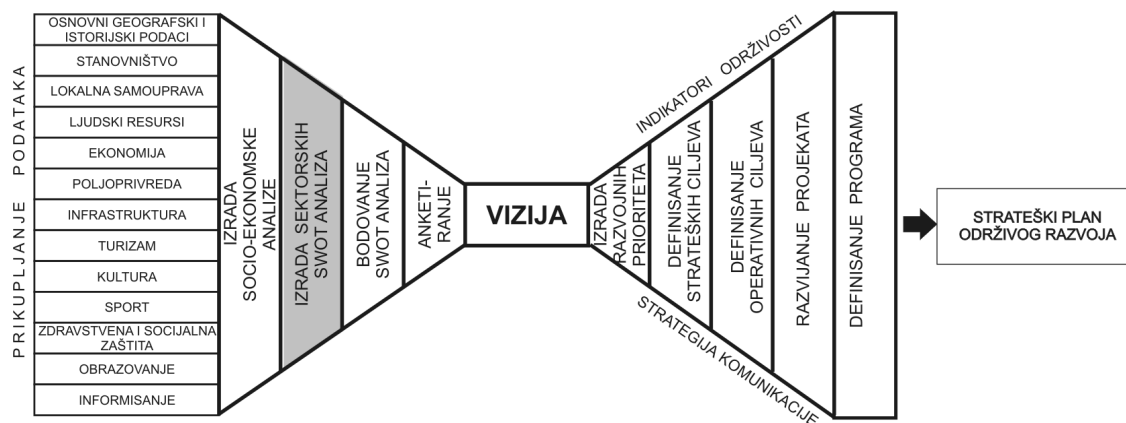 PRIKUPLJANJE PODATAKA
OSNOVNI GEOGRAFSKI I
ISTORIJSKI PODACI
STANOVNIŠTVO
LOKALNA SAMOUPRAVA
LJUDSKI RESURSI
EKONOMIJA
POLJOPRIVREDA
INFRASTRUKTURA
TURIZAM
KULTURA
SPORT
ZDRAVSTVENA I SOCIJALNA
ZAŠTITA
OBRAZOVANJE
INFORMISANJE
IZRADA
SOCIO-EKONOMSKE
ANALIZE
IZRADA SEKTORSKIH
SWOT ANALIZA
BODOVANJE
SWOT ANALIZA
ANKETI-
RANJE
VIZIJA
INDIKATORI ODRŽIVOSTI
IZRADA
RAZVOJNIH
PRIORITETA
DEFINISANJE
STRATEŠKIH CILJEVA
DEFINISANJE
OPERATIVNIH CILJEVA
RAZVIJANJE PROJEKATA
DEFINISANJE PROGRAMA
STRATEGIJA KOMUNIKACIJE
STRATEŠKI PLAN
ODRŽIVOG RAZVOJA